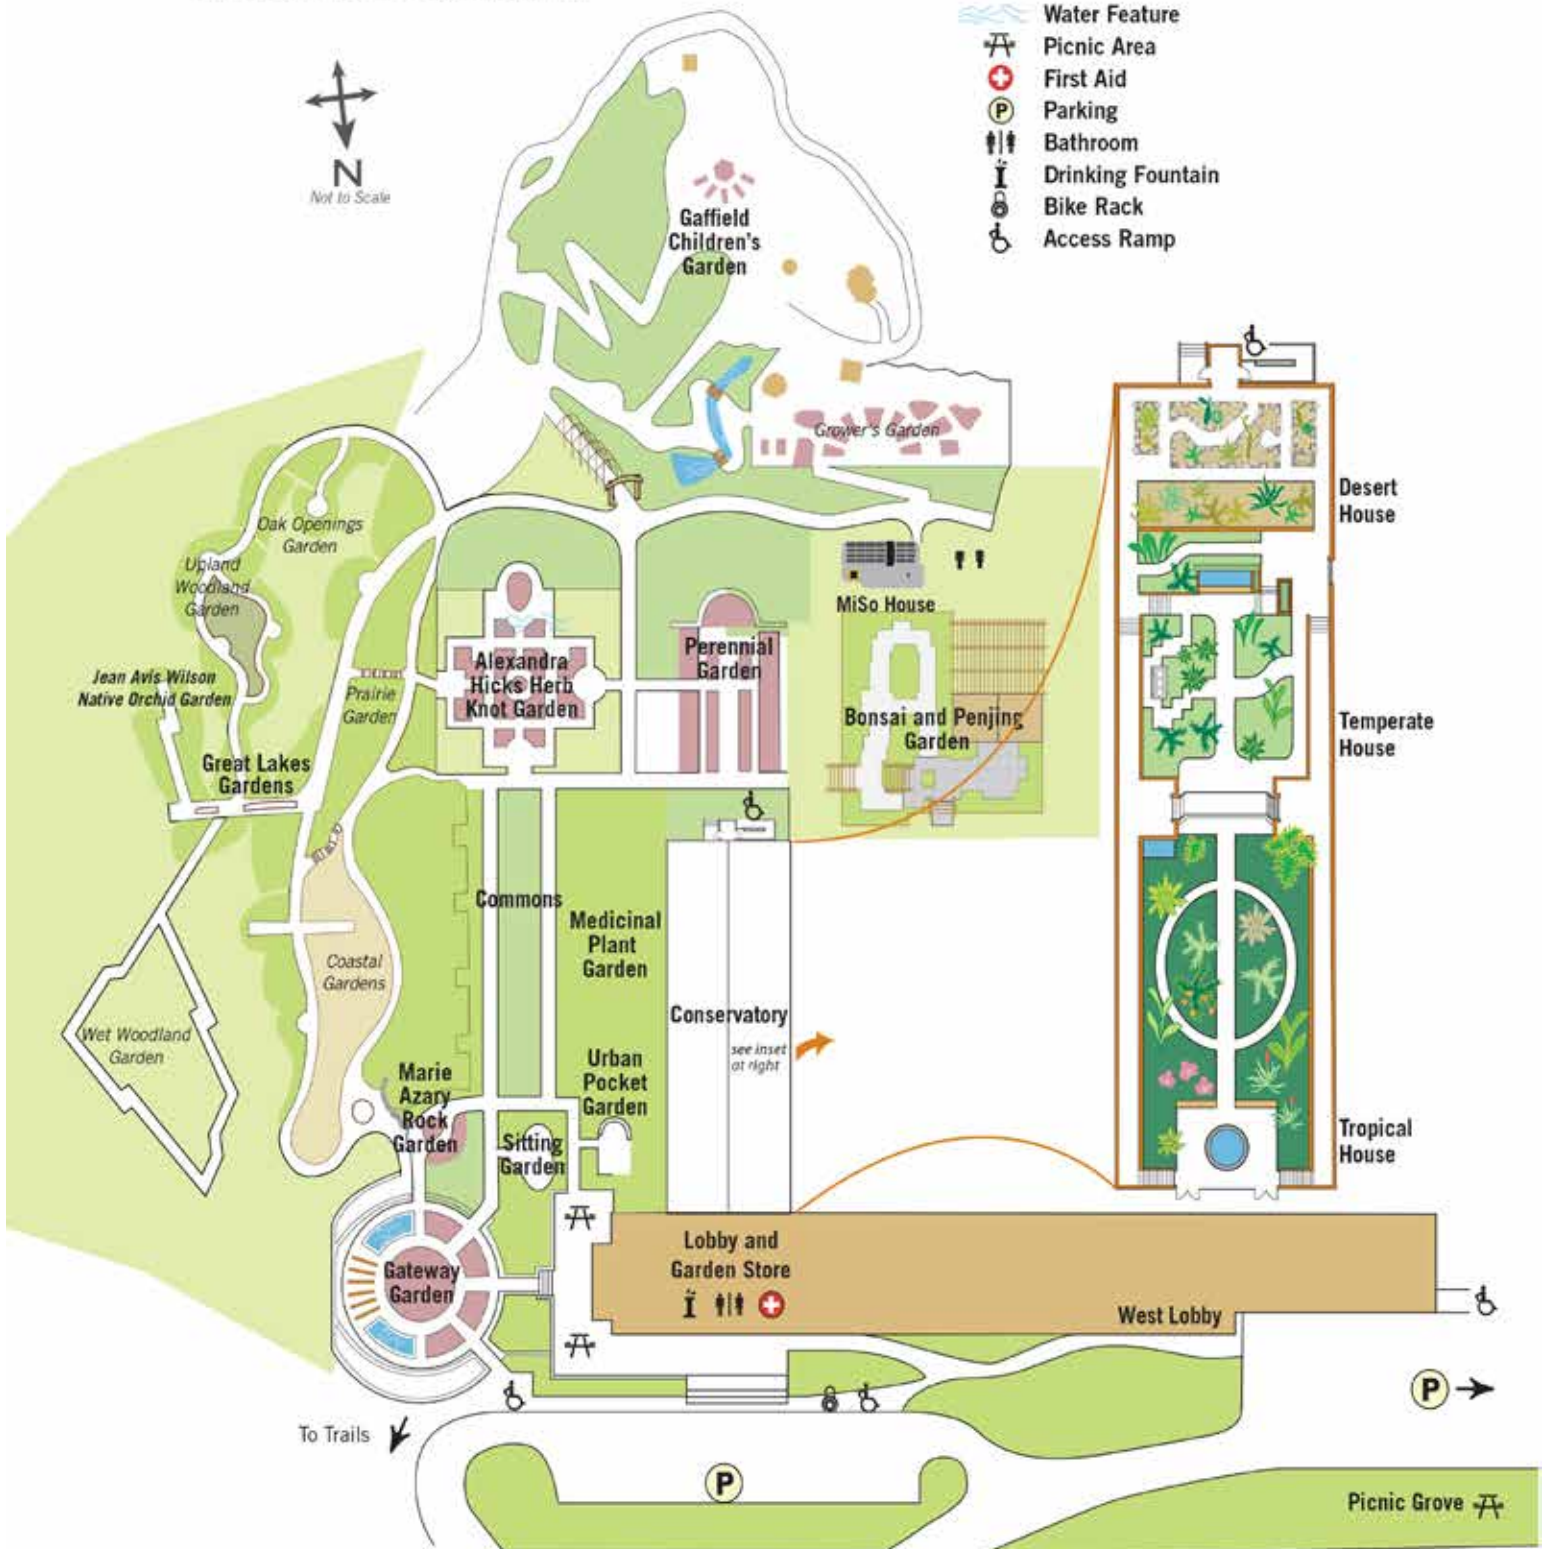 Water Feature
Picnic Area
First Aid
P
Parking
Bathroom
Drinking Fountain
Bike Rack
Access Ramp
N
Not to Scale
Gaffield
Children's
Garden
Grower's Garden
Desert
House
Oak Openings
Garden
Upland
Woodland
Garden
MiSo House
Alexandra
Hicks Herb
Knot Garden
Perennial
Garden
Jean Avis Wilson
Native Orchid Garden
Prairie
Garden
Bonsai and Penjing
Garden
Temperate
House
Great Lakes
Gardens
Commons
Medicinal
Plant
Garden
Coastal
Gardens
Conservatory
see inset
at right
Wet Woodland
Garden
Marie
Azary
Rock
Garden
Urban
Pocket
Garden
Sitting
Garden
Tropical
House
Lobby and
Garden Store
Gateway
Garden
West Lobby
P
To Trails
P
Picnic Grove